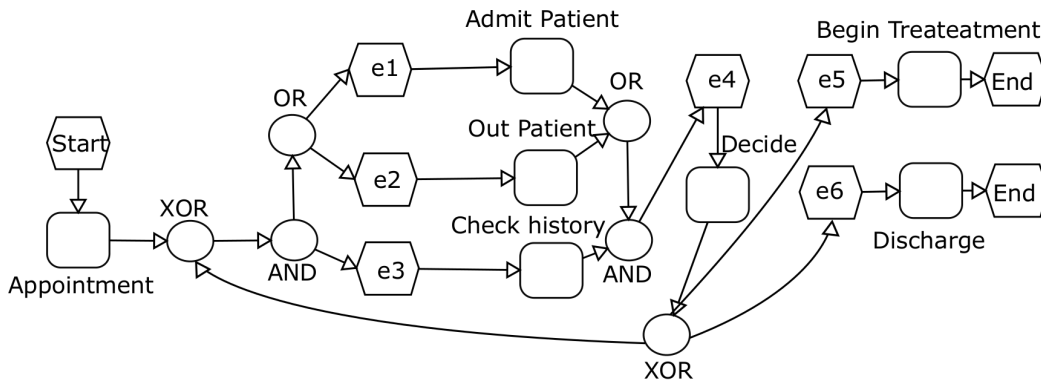 Admit Patient
Begin Treateatment
e1
OR
e4
e5
End
OR
Out Patient
Start
Decide
e2
e6
End
XOR
Check history
Discharge
AND
e3
AND
Appointment
XOR